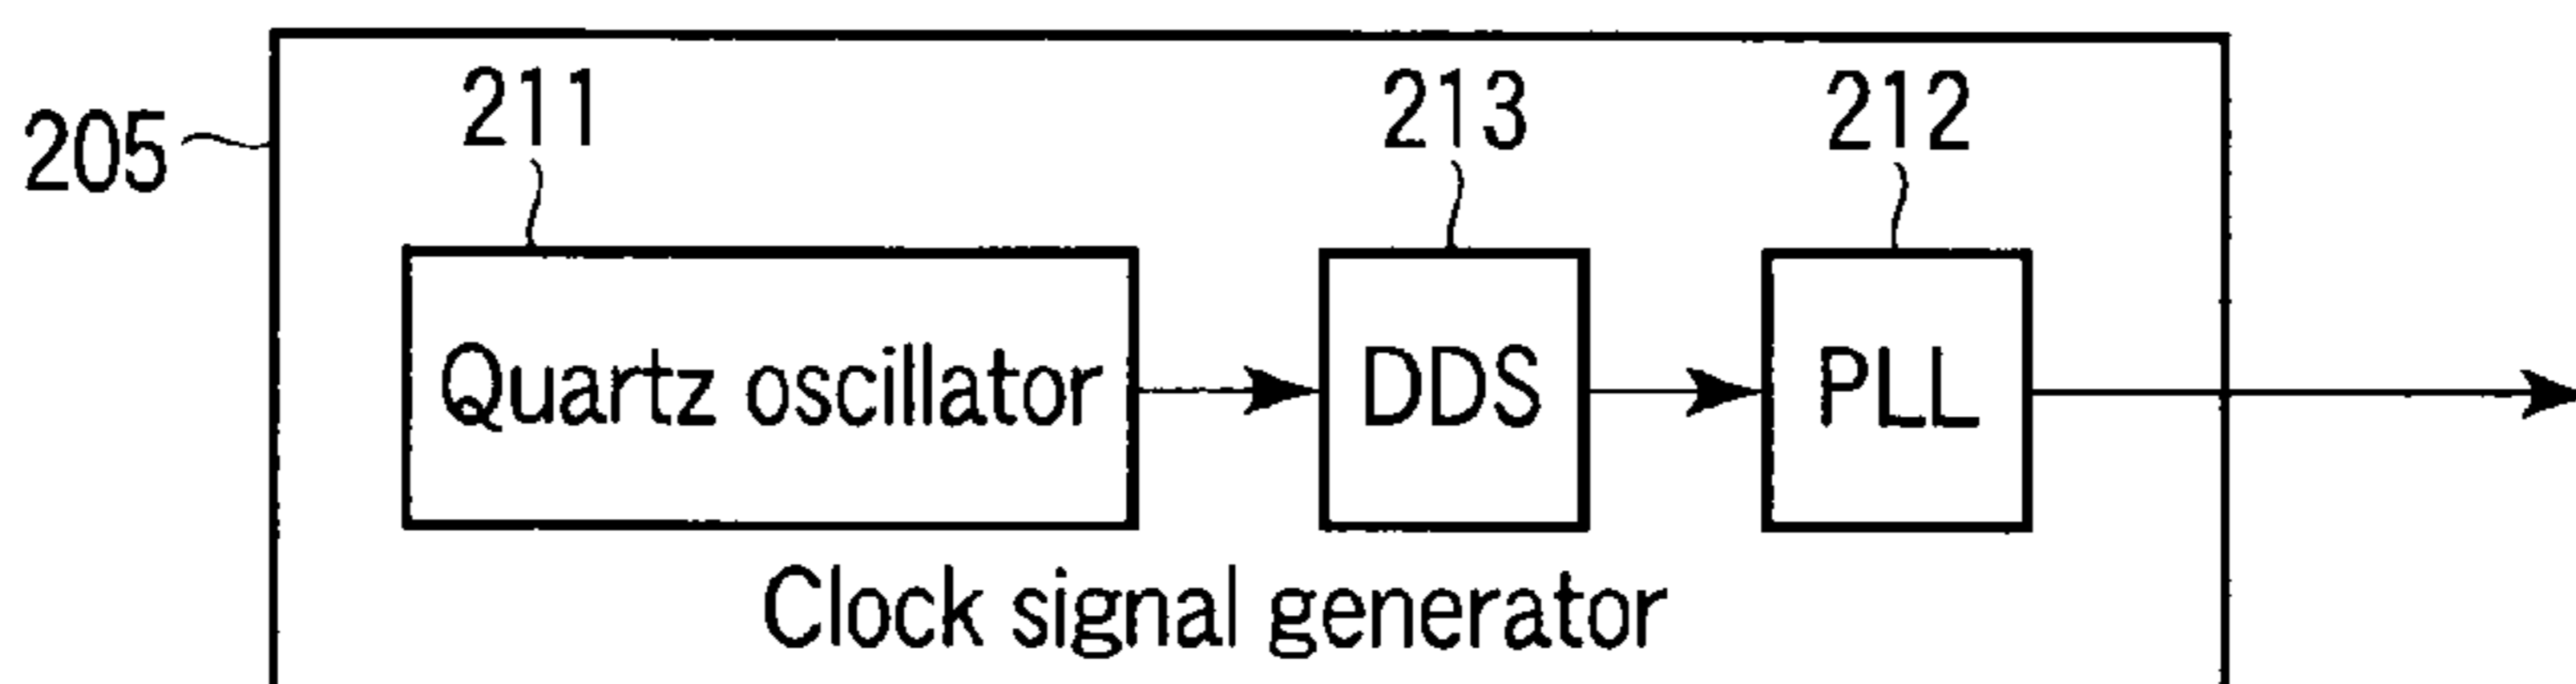 211 213 212
205
Quartz oscillator DDS PLL
Clock signal generator